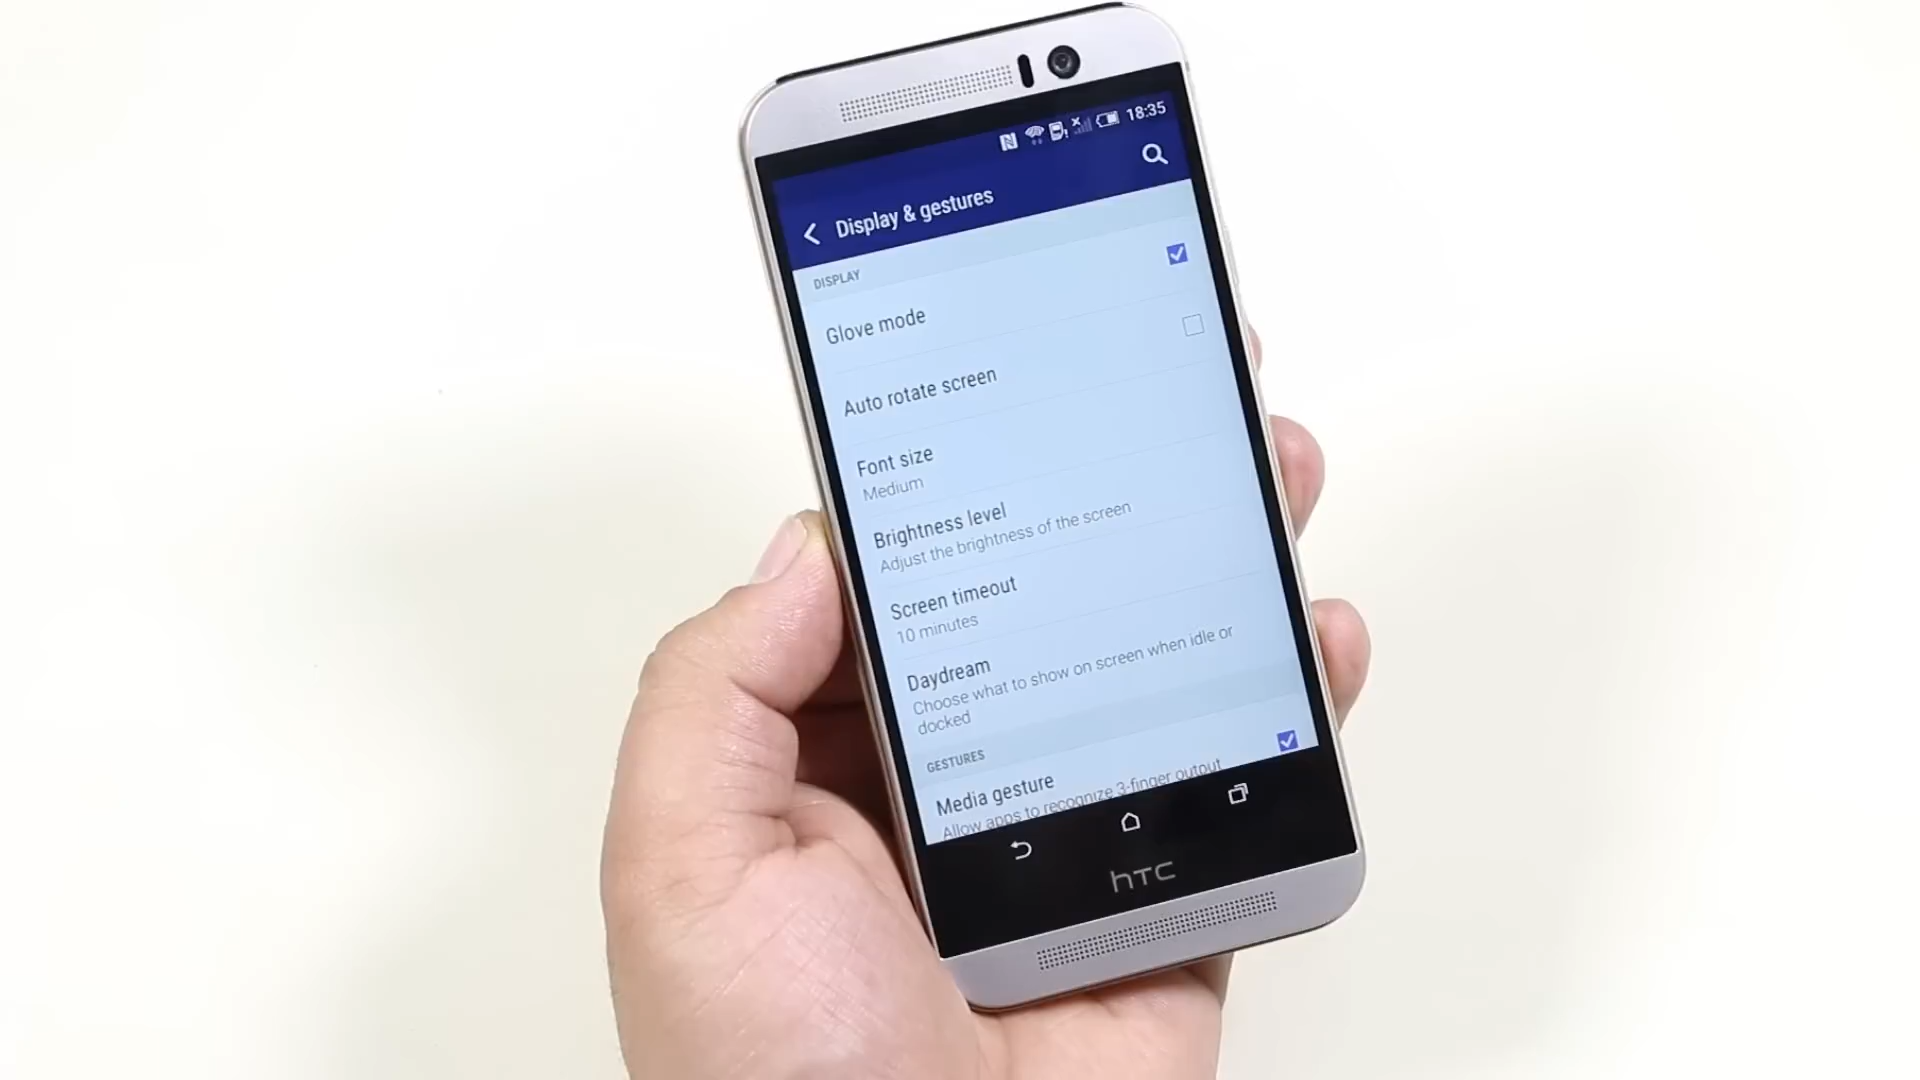 18:35
Display & gestures
DISPLAY
Glove mode
Auto rotate screen
Font size
Medium
Brightness level
Adjust the brightness of the screen
Screen timeout
10 minutes
Daydream
Choose what to show on screen when idle or
docked
GESTURES
Media gesture
Allow apps to recognize 3-finger output
hTC